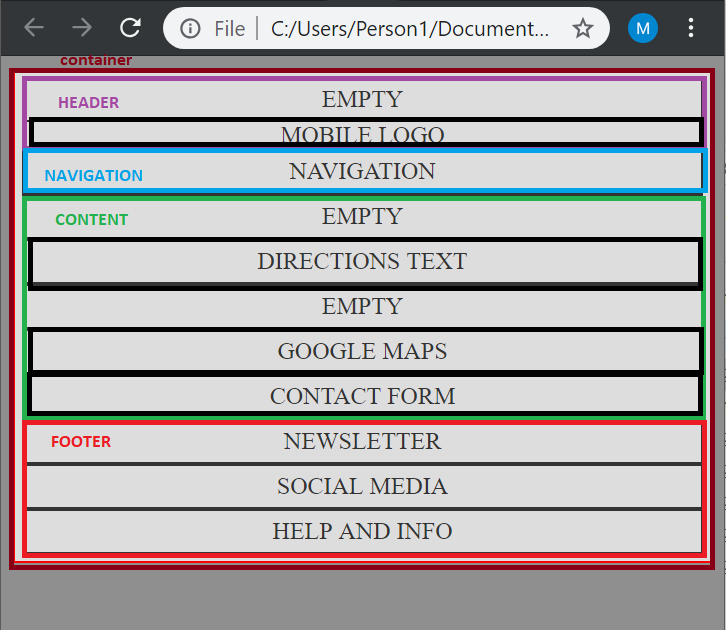 File | C:/Users/Person1/Document...
M
container
HEADER EMPTY
MOBILE LOGO
NAVIGATION NAVIGATION
CONTENT EMPTY
DIRECTIONS TEXT
EMPTY
GOOGLE MAPS
CONTACT FORM
FOOTER NEWSLETTER
SOCIAL MEDIA
HELP AND INFO